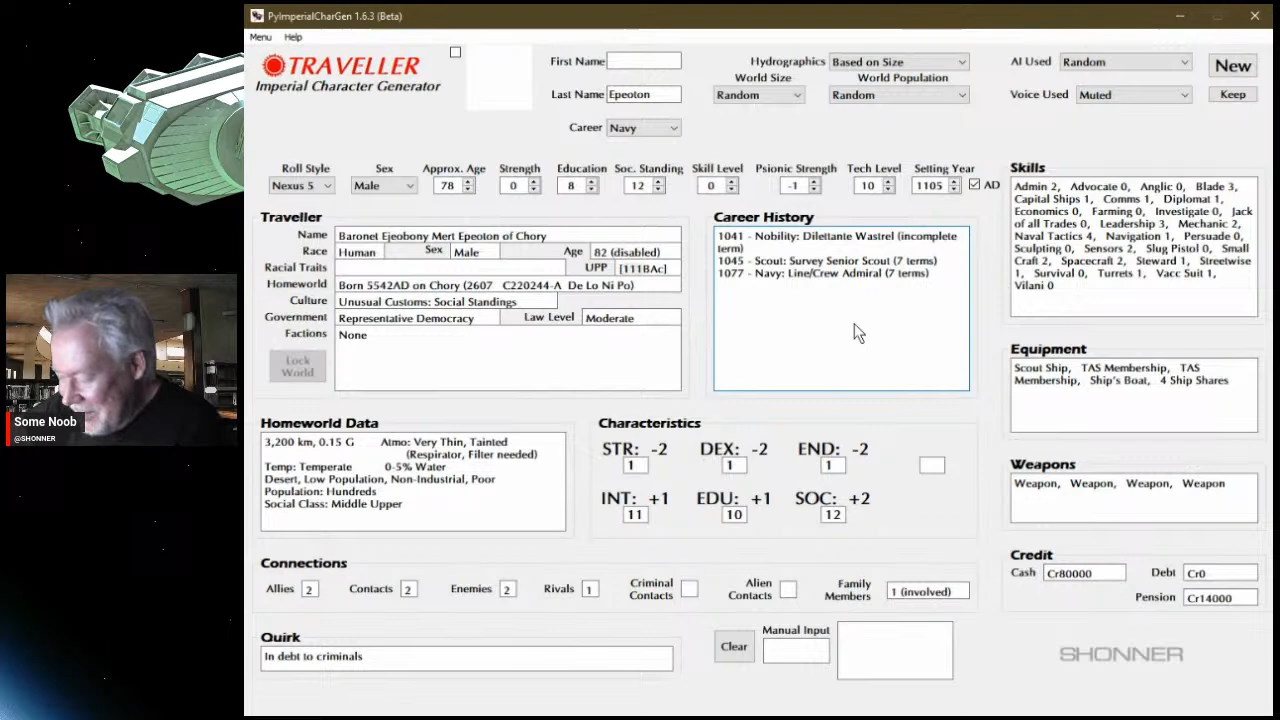 PyImperialCharGen 1.6.3 (Beta)
Menu Help
TRAVELLER
Imperial Character Generator
First Name
Last Name Epeoton
Career Navy
Hydrographics Based on Size
World Size World Population
Random Random
AI Used Random
Voice Used Muted
New
Keep
Roll Style Sex Approx. Age Strength Education Soc. Standing Skill Level Psionic Strength Tech Level Setting Year
Nexus 5 Male 78 0 8 12 0 -1 10 1105 AD
Traveller
Name Baronet Ejeobony Mert Epeoton of Chory
Race Human Sex Male Age 82 (disabled)
Racial Traits UPP [111BAc]
Homeworld Born 5542AD on Chory (2607 C220244-A De Lo Ni Po)
Culture Unusual Customs: Social Standings
Government Representative Democracy Law Level Moderate
Factions None
Lock
World
Career History
1041 - Nobility: Dilettante Wastrel (incomplete
term)
1045 - Scout: Survey Senior Scout (7 terms)
1077 - Navy: Line/Crew Admiral (7 terms)
Skills
Admin 2, Advocate 0, Anglic 0, Blade 3,
Capital Ships 1, Comms 1, Diplomat 1,
Economics 0, Farming 0, Investigate 0, Jack
of all Trades 0, Leadership 3, Mechanic 2,
Naval Tactics 4, Navigation 1, Persuade 0,
Sculpting 0, Sensors 2, Slug Pistol 0, Small
Craft 2, Spacecraft 2, Steward 1, Streetwise
1, Survival 0, Turrets 1, Vacc Suit 1,
Vilani 0
Equipment
Scout Ship, TAS Membership, TAS
Membership, Ship's Boat, 4 Ship Shares
Homeworld Data
3,200 km, 0.15 G Atmo: Very Thin, Tainted
(Respirator, Filter needed)
Temp: Temperate 0-5% Water
Desert, Low Population, Non-Industrial, Poor
Population: Hundreds
Social Class: Middle Upper
Characteristics
STR: -2 DEX: -2 END: -2
1 1 1
INT: +1 EDU: +1 SOC: +2
11 10 12
Weapons
Weapon, Weapon, Weapon, Weapon
Credit
Cash Cr80000 Debt Cr0
Pension Cr14000
Connections
Allies 2 Contacts 2 Enemies 2 Rivals 1 Criminal Contacts Alien Contacts Family Members 1 (involved)
Quirk
In debt to criminals
Clear
Manual Input
SHONNER
Some Noob
@SHONNER